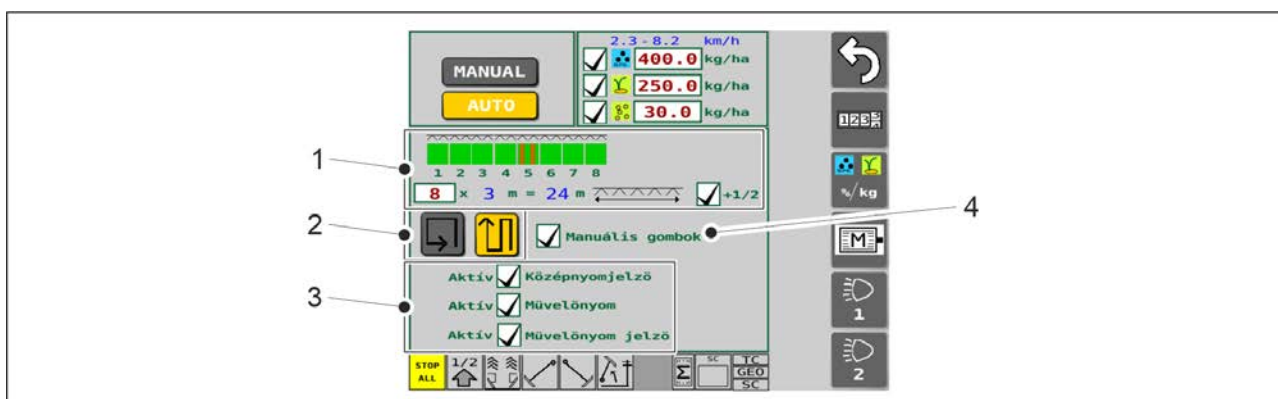 2.3 - 8.2 km/h
MANUAL
AUTO
400.0 kg/ha
250.0 kg/ha
30.0 kg/ha
1 2 3 4 5 6 7 8
8 x 3 m = 24 m +1/2
Manuális gombok
Aktív Középnyomjelzö
Aktív Müvelönyom
Aktív Müvelönyom jelzö
STOP ALL
1/2
Σ
SC
TC
GEO
SC
%/kg
M
1
2
1
2
3
4